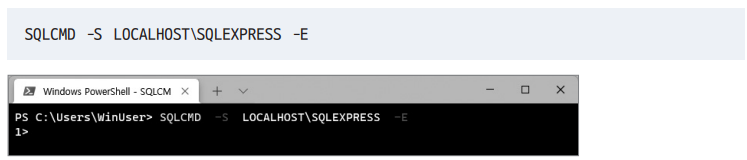 SQLCMD -S LOCALHOST\SQLEXPRESS -E
Windows PowerShell - SQLCM
PS C:\Users\WinUser> SQLCMD -S LOCALHOST\SQLEXPRESS -E
1>